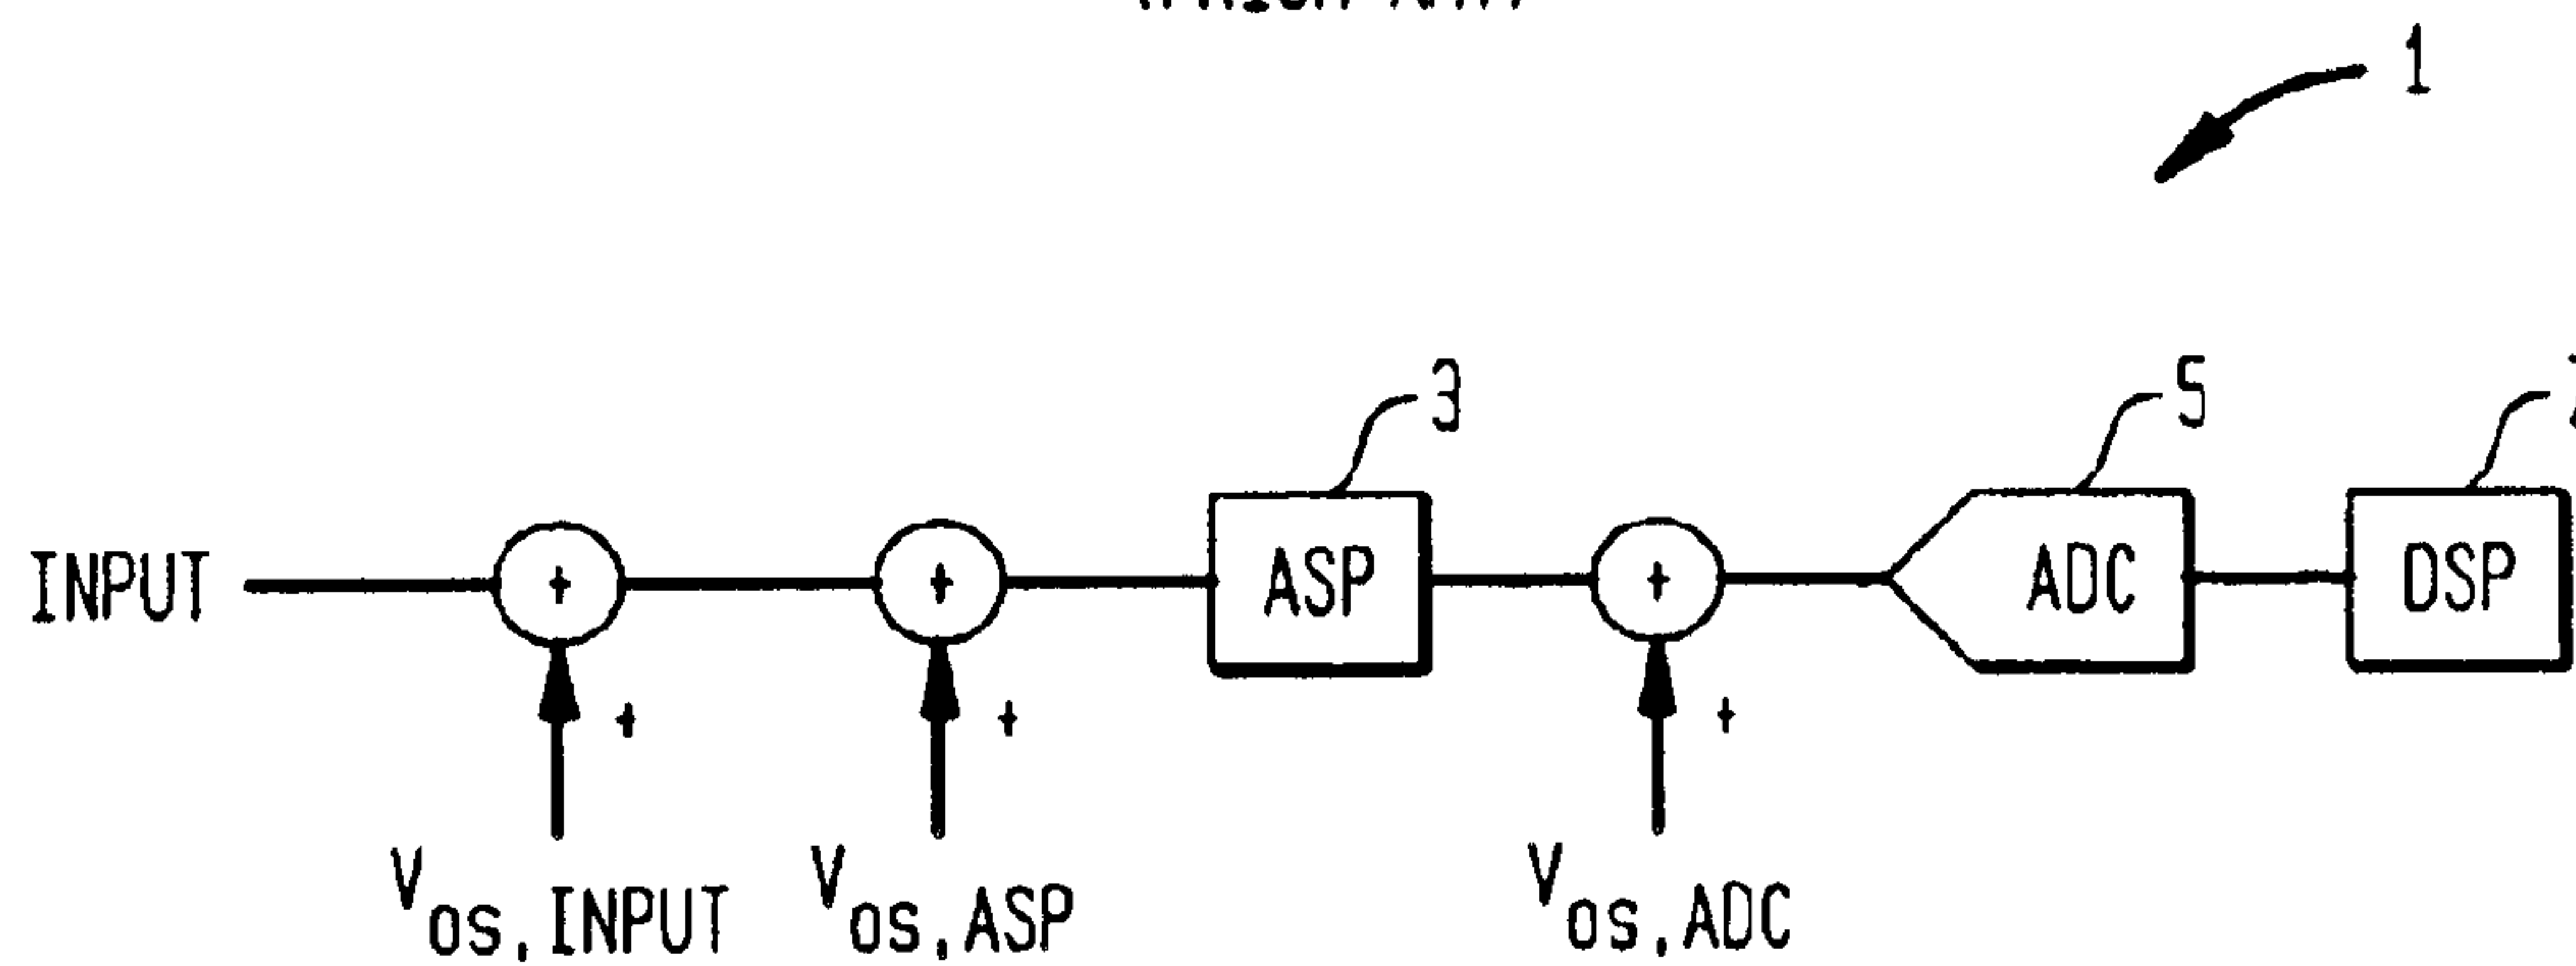 1
3
5
INPUT
+
+
ASP
+
ADC
DSP
+
+
+
Vos,INPUT
Vos,ASP
Vos,ADC